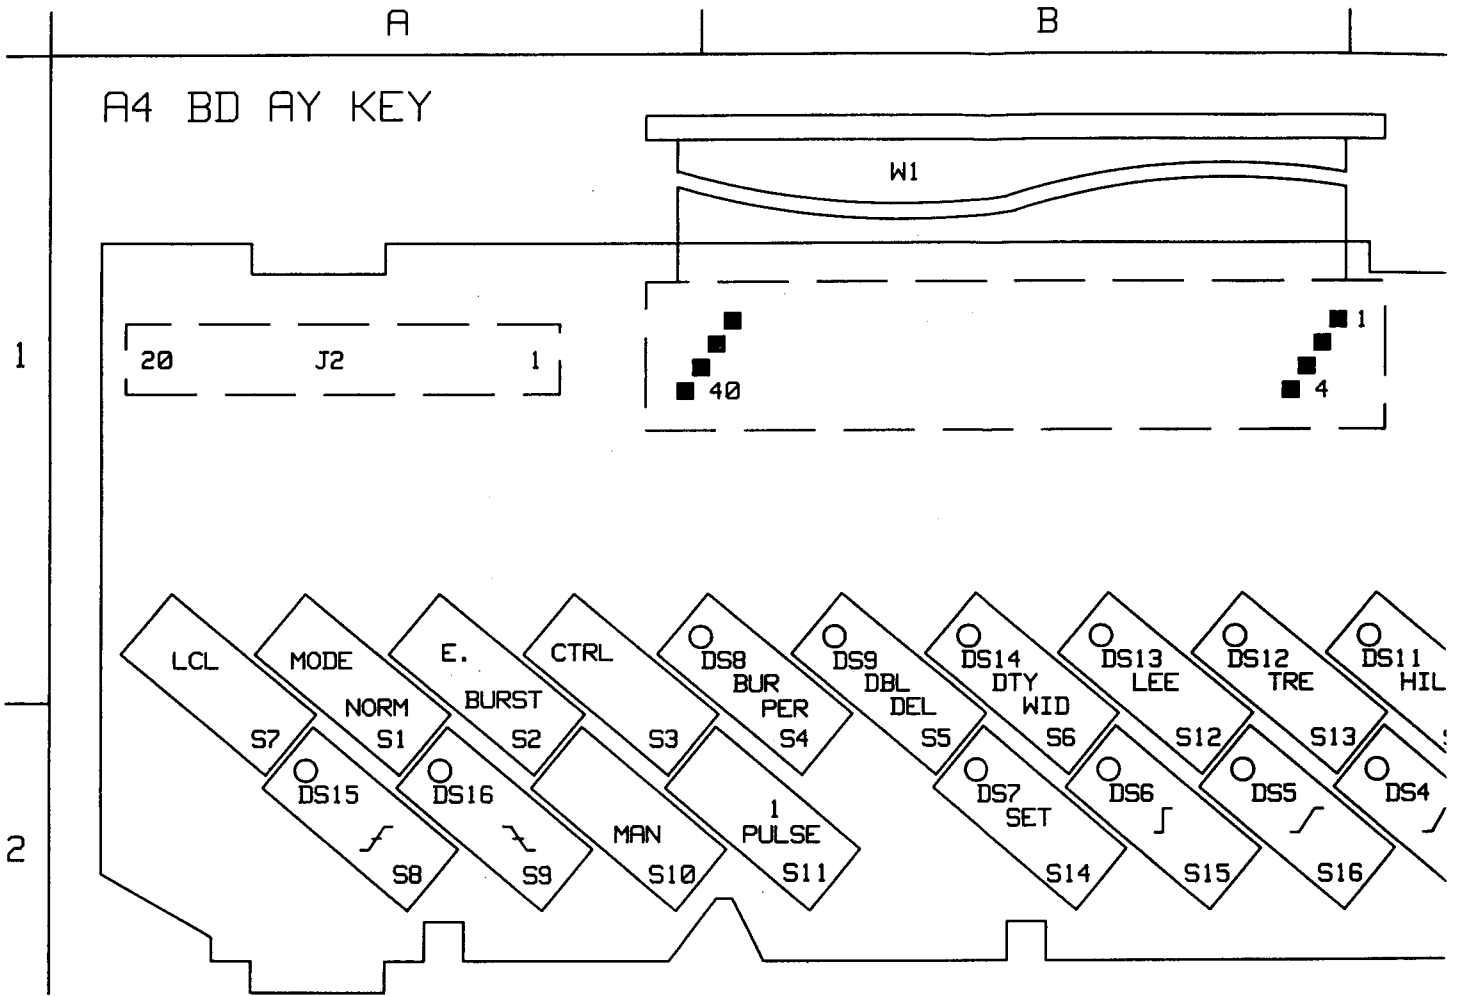 A B
A4 BD AY KEY
W1
1
20 J2 1
1
40
4
LCL
S7
MODE
NORM
S1
E.
BURST
S2
CTRL
S3
DS8
BUR
PER
S4
DS9
DBL
DEL
S5
DS14
DTY
WID
S6
DS13
LEE
S12
DS12
TRE
S13
DS11
HIL
2
DS15
S8
DS16
S9
MAN
S10
1
PULSE
S11
DS7
SET
S14
DS6
S15
DS5
S16
DS4